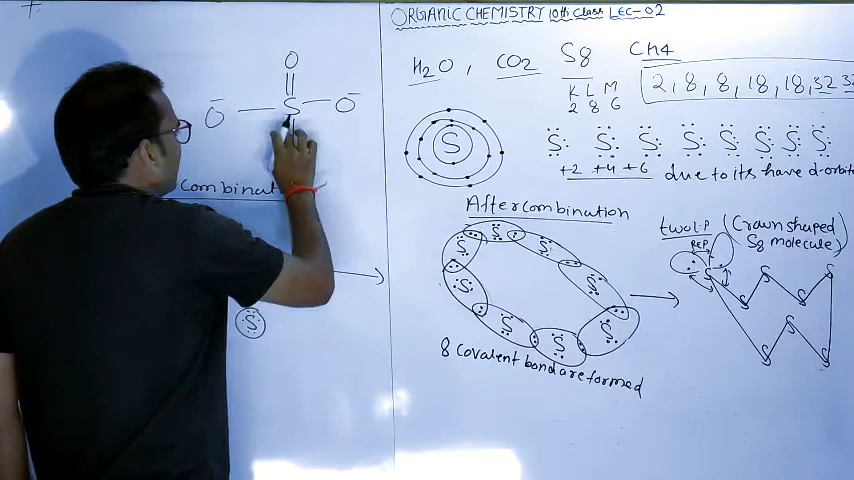 +
O
||
O⁻ — S — O⁻
Combinat
S
ORGANIC CHEMISTRY 10th Class LEC-02
H2O , CO2 S8 CH4
K L M
2 8 6
2, 8, 8, 18, 18, 32 32
S
S: S: S: S: S: S: S: S:
+2 +4 +6 due to its have d-orbit
After combination
two l.P (Crown shaped
S8 molecule)
REP
S S S S S S S S
S S S S S S S S
8 covalent bond are formed